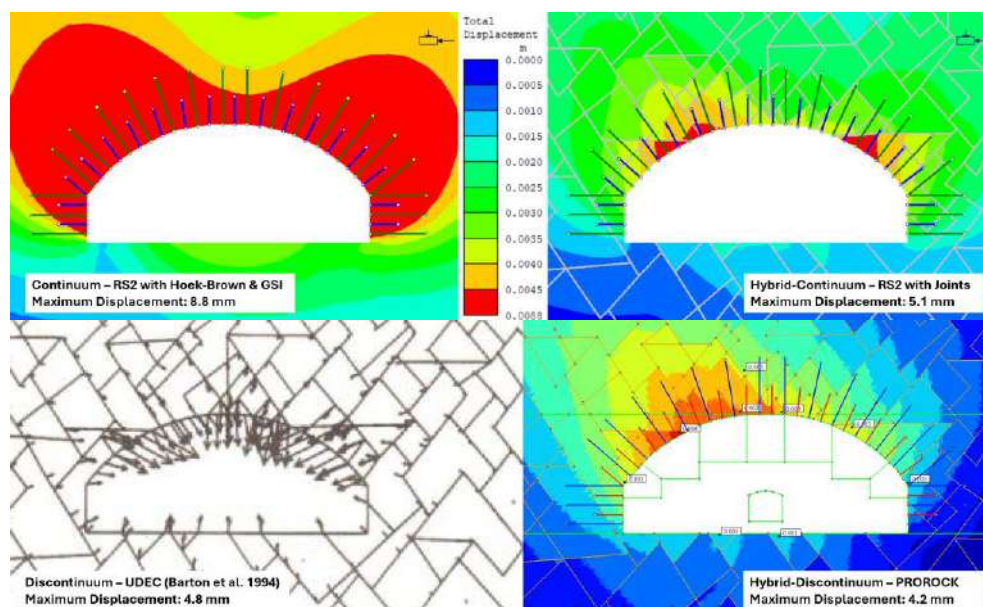 Total
Displacement
m
0.0000
0.0005
0.0010
0.0015
0.0020
0.0025
0.0030
0.0035
0.0040
0.0045
0.0088
Continuum – RS2 with Hoek-Brown & GSI
Maximum Displacement: 8.8 mm
Hybrid-Continuum – RS2 with Joints
Maximum Displacement: 5.1 mm
Discontinuum – UDEC (Barton et al. 1994)
Maximum Displacement: 4.8 mm
Hybrid-Discontinuum – PROROCK
Maximum Displacement: 4.2 mm